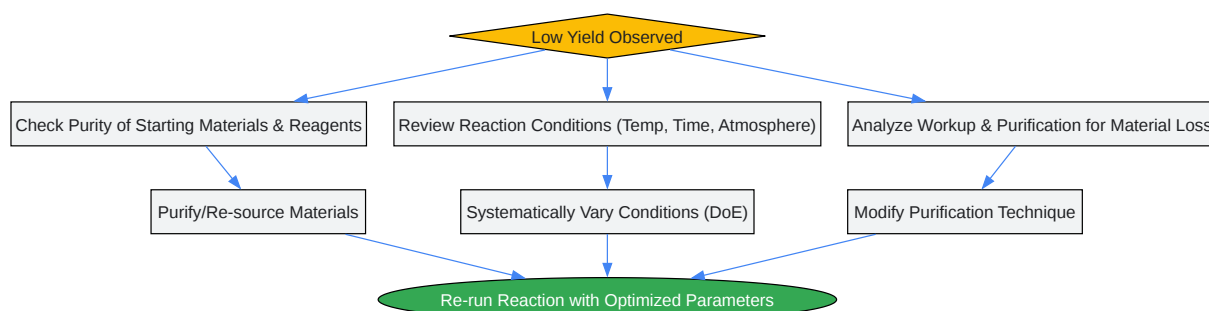 Low Yield Observed
Check Purity of Starting Materials & Reagents
Review Reaction Conditions (Temp, Time, Atmosphere)
Analyze Workup & Purification for Material Loss
Purify/Re-source Materials
Systematically Vary Conditions (DoE)
Modify Purification Technique
Re-run Reaction with Optimized Parameters